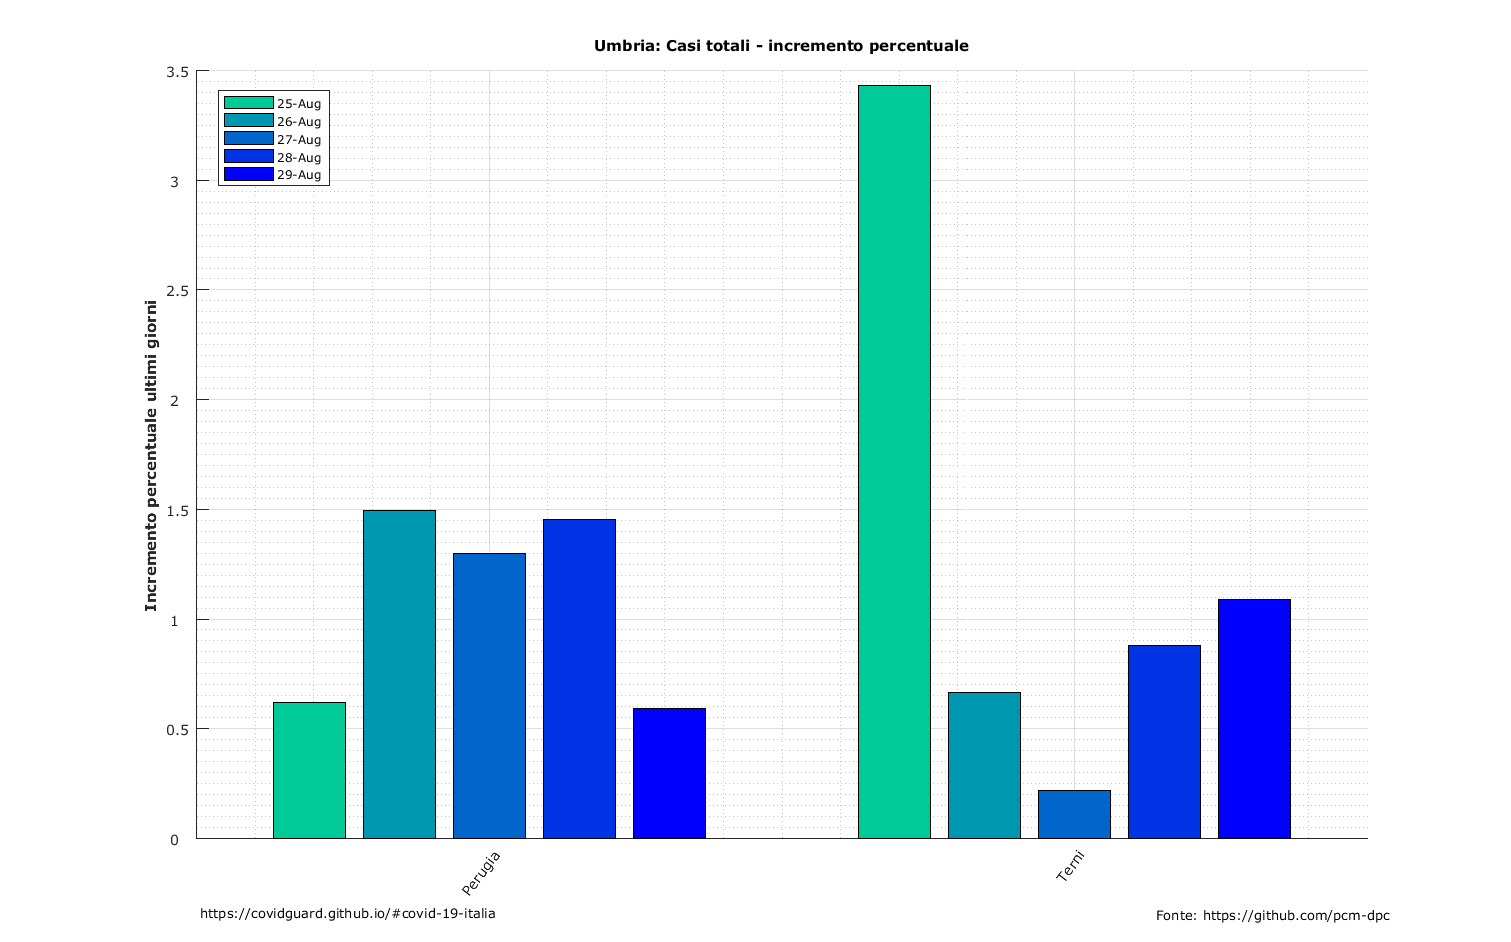 Umbria: Casi totali - incremento percentuale
3.5
3
2.5
2
1.5
1
0.5
0
Incremento percentuale ultimi giorni
25-Aug
26-Aug
27-Aug
28-Aug
29-Aug
Perugia
Terni
https://covidguard.github.io/#covid-19-italia
Fonte: https://github.com/pcm-dpc